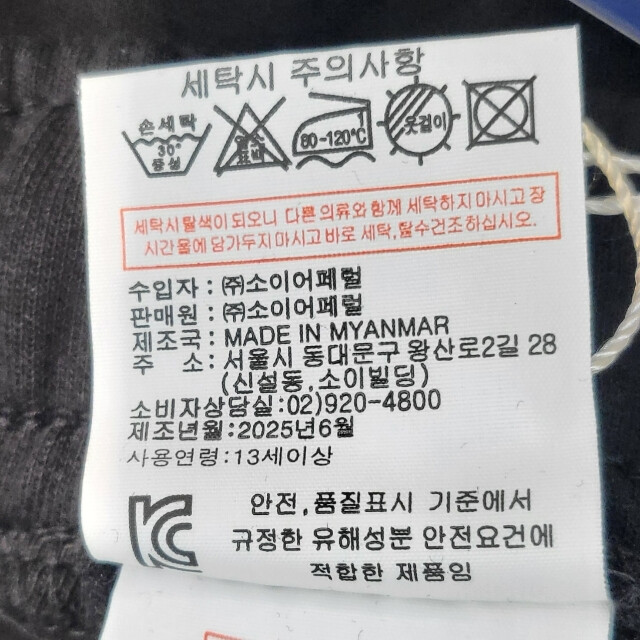 세탁시 주의사항
손세탁
30°
중성
80~120℃
옷걸이
세탁시 탈색이 되오니 다른 의류와 함께 세탁하지 마시고 장
시간 물에 담가두지 마시고 바로 세탁,탈수건조하십시오.
수입자 : ㈜소이어페럴
판매원 : ㈜소이어페럴
제조국 : MADE IN MYANMAR
주 소 : 서울시 동대문구 왕산로2길 28
(신설동,소이빌딩)
소비자상담실:02)920-4800
제조년월:2025년6월
사용연령:13세이상
안전,품질표시 기준에서
규정한 유해성분 안전요건에
적합한 제품임